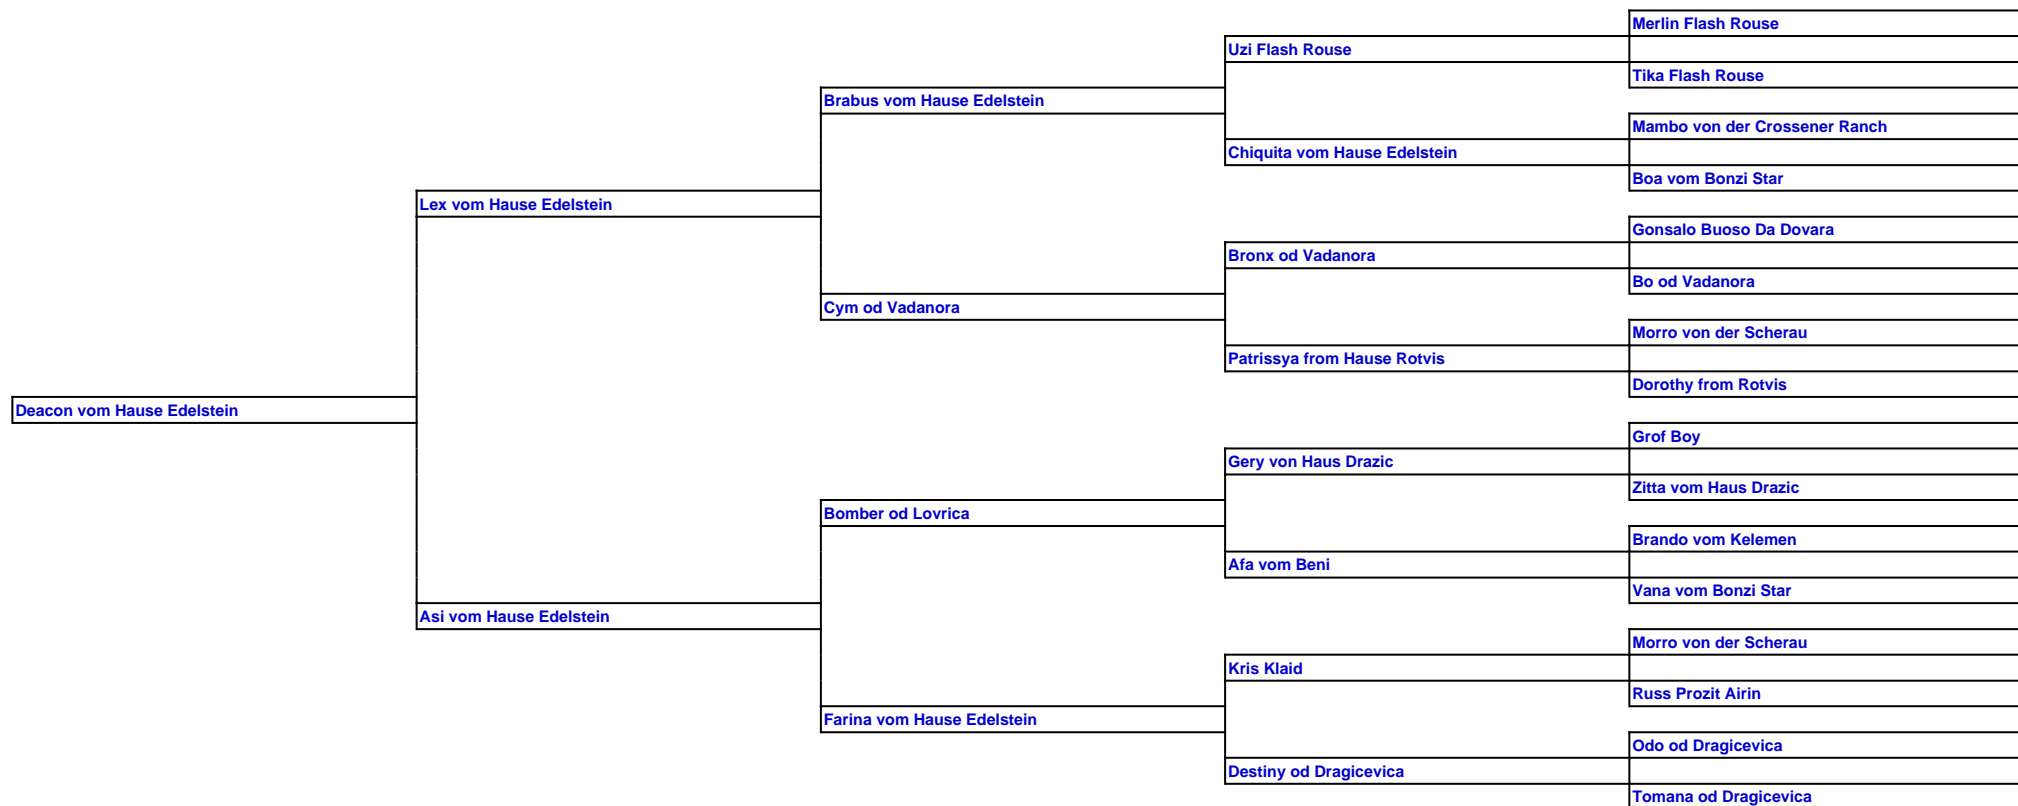 Merlin Flash Rouse
Uzi Flash Rouse
Tika Flash Rouse
Brabus vom Hause Edelstein
Mambo von der Crossener Ranch
Chiquita vom Hause Edelstein
Boa vom Bonzi Star
Lex vom Hause Edelstein
Gonsalo Buoso Da Dovara
Bronx od Vadanora
Bo od Vadanora
Cym od Vadanora
Morro von der Scherau
Patrissya from Hause Rotvis
Dorothy from Rotvis
Deacon vom Hause Edelstein
Grof Boy
Gery von Haus Drazic
Zitta vom Haus Drazic
Bomber od Lovrica
Brando vom Kelemen
Afa vom Beni
Vana vom Bonzi Star
Asi vom Hause Edelstein
Morro von der Scherau
Kris Klaid
Russ Prozit Airin
Farina vom Hause Edelstein
Odo od Dragicevica
Destiny od Dragicevica
Tomana od Dragicevica